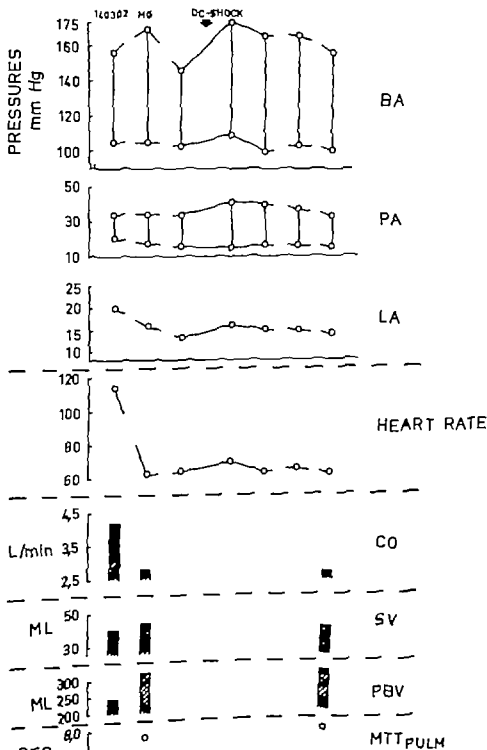 140302 MG DC-SHOCK
PRESSURES
mm Hg
175
160
140
120
100
BA
50
30
10
PA
25
20
15
10
LA
120
100
80
60
HEART RATE
4,5
3,5
2,5
L/min
CO
50
30
ML
SV
300
250
200
ML
PBV
8,0
MTT PULM